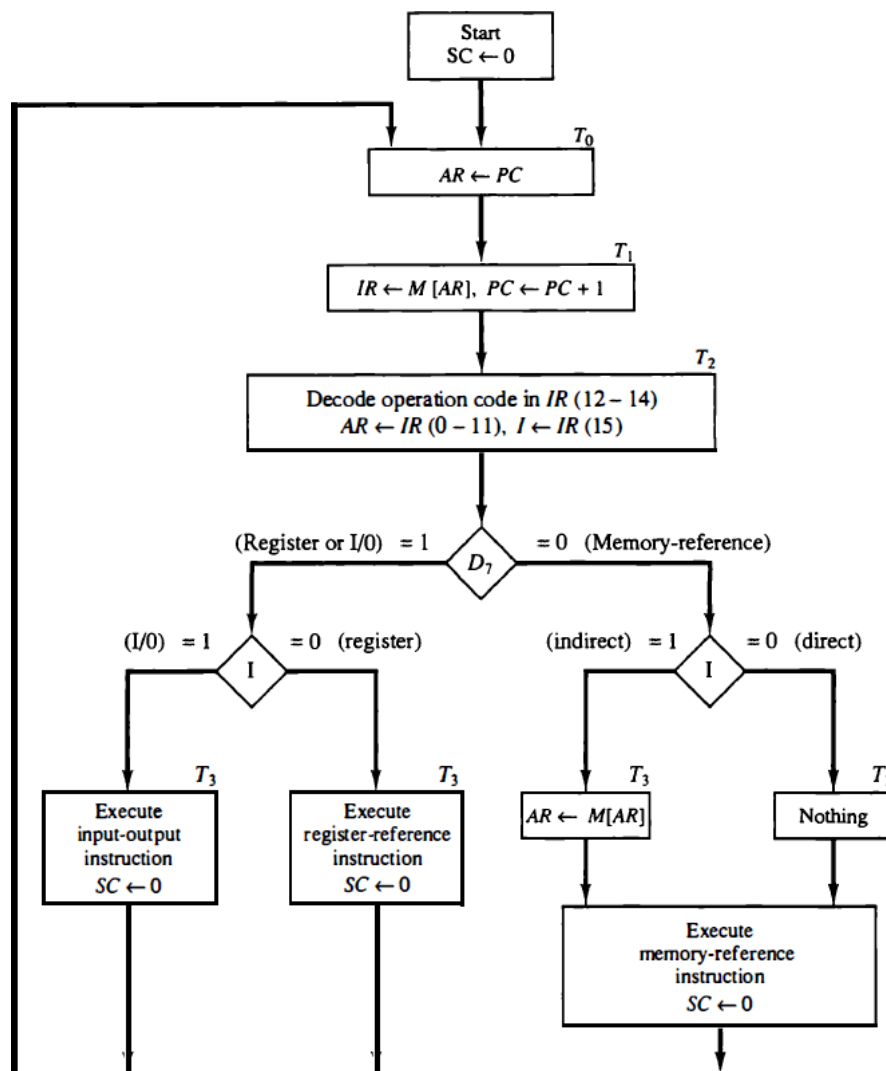 Start
SC ← 0
T₀
AR ← PC
T₁
IR ← M [AR], PC ← PC + 1
T₂
Decode operation code in IR (12 – 14)
AR ← IR (0 – 11), I ← IR (15)
(Register or I/0) = 1
D₇
= 0 (Memory-reference)
(I/0) = 1
I
= 0 (register)
(indirect) = 1
I
= 0 (direct)
T₃
Execute
input-output
instruction
SC ← 0
T₃
Execute
register-reference
instruction
SC ← 0
T₃
AR ← M[AR]
T
Nothing
Execute
memory-reference
instruction
SC ← 0